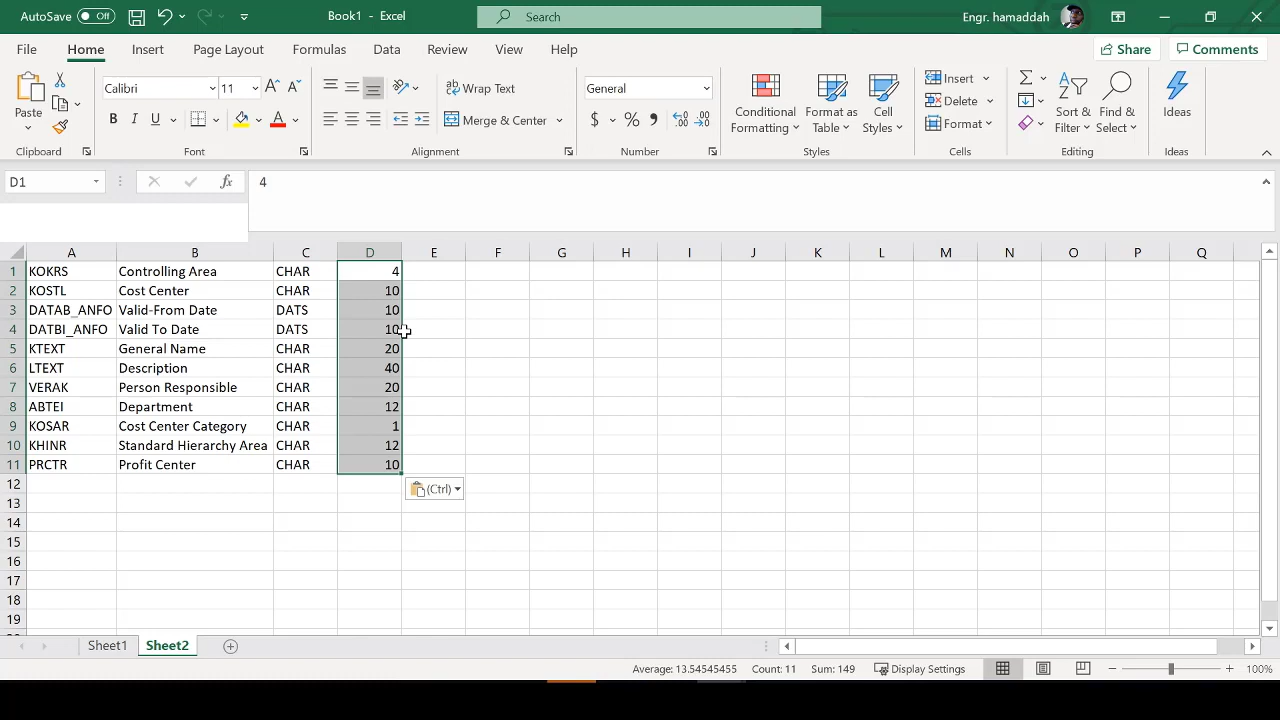 AutoSave Off Book1 - Excel Search Engr. hamaddah
File Home Insert Page Layout Formulas Data Review View Help Share Comments
Paste Calibri 11 A A Wrap Text General Conditional Formatting Format as Table Cell Styles Insert Σ Sort & Filter Find & Select Ideas
B I U A Merge & Center $ % , Delete
Format
Clipboard Font Alignment Number Styles Cells Editing Ideas
D1 fx 4
A B C D E F G H I J K L M N O P Q
1 KOKRS Controlling Area CHAR 4
2 KOSTL Cost Center CHAR 10
3 DATAB_ANFO Valid-From Date DATS 10
4 DATBI_ANFO Valid To Date DATS 10
5 KTEXT General Name CHAR 20
6 LTEXT Description CHAR 40
7 VERAK Person Responsible CHAR 20
8 ABTEI Department CHAR 12
9 KOSAR Cost Center Category CHAR 1
10 KHINR Standard Hierarchy Area CHAR 12
11 PRCTR Profit Center CHAR 10
12 (Ctrl)
13
14
15
16
17
18
19
Sheet1 Sheet2
Average: 13.54545455 Count: 11 Sum: 149 Display Settings 100%